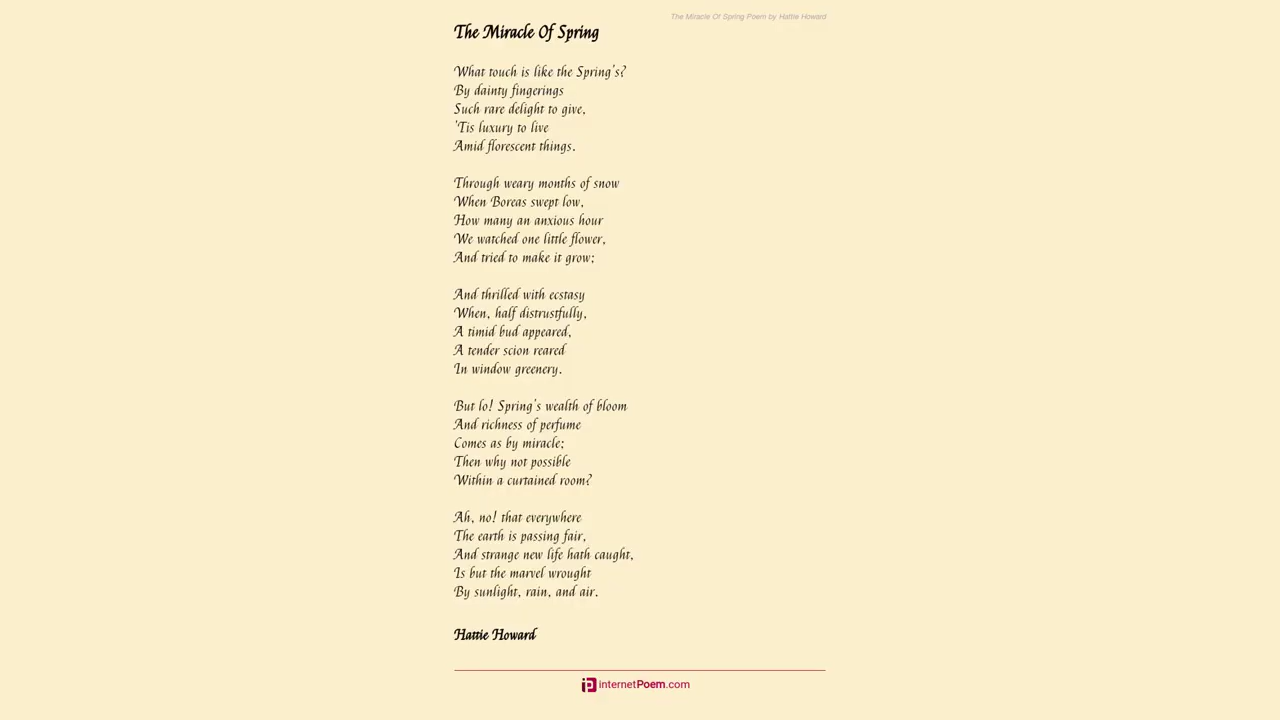 The Miracle Of Spring Poem by Hattie Howard
The Miracle Of Spring
What touch is like the Spring's?
By dainty fingerings
Such rare delight to give,
'Tis luxury to live
Amid florescent things.
Through weary months of snow
When Boreas swept low,
How many an anxious hour
We watched one little flower,
And tried to make it grow;
And thrilled with ecstasy
When, half distrustfully,
A timid bud appeared,
A tender scion reared
In window greenery.
But lo! Spring's wealth of bloom
And richness of perfume
Comes as by miracle;
Then why not possible
Within a curtained room?
Ah, no! that everywhere
The earth is passing fair,
And strange new life hath caught,
Is but the marvel wrought
By sunlight, rain, and air.
Hattie Howard
internetPoem.com